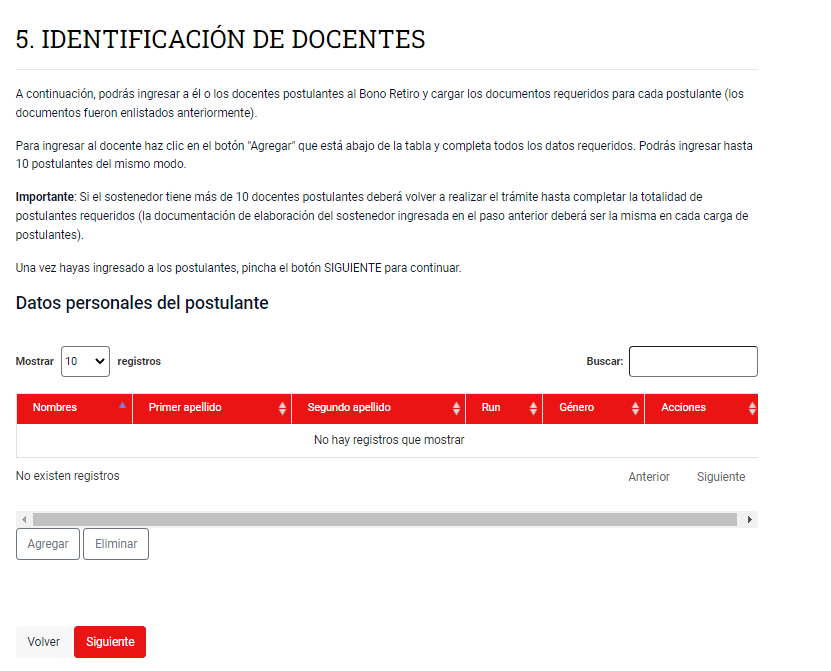 5. IDENTIFICACIÓN DE DOCENTES
A continuación, podrás ingresar a él o los docentes postulantes al Bono Retiro y cargar los documentos requeridos para cada postulante (los
documentos fueron enlistados anteriormente).
Para ingresar al docente haz clic en el botón "Agregar" que está abajo de la tabla y completa todos los datos requeridos. Podrás ingresar hasta
10 postulantes del mismo modo.
Importante: Si el sostenedor tiene más de 10 docentes postulantes deberá volver a realizar el trámite hasta completar la totalidad de
postulantes requeridos (la documentación de elaboración del sostenedor ingresada en el paso anterior deberá ser la misma en cada carga de
postulantes).
Una vez hayas ingresado a los postulantes, pincha el botón SIGUIENTE para continuar.
Datos personales del postulante
Mostrar 10 registros Buscar:
Nombres Primer apellido Segundo apellido Run Género Acciones
No hay registros que mostrar
No existen registros Anterior Siguiente
Agregar Eliminar
Volver Siguiente